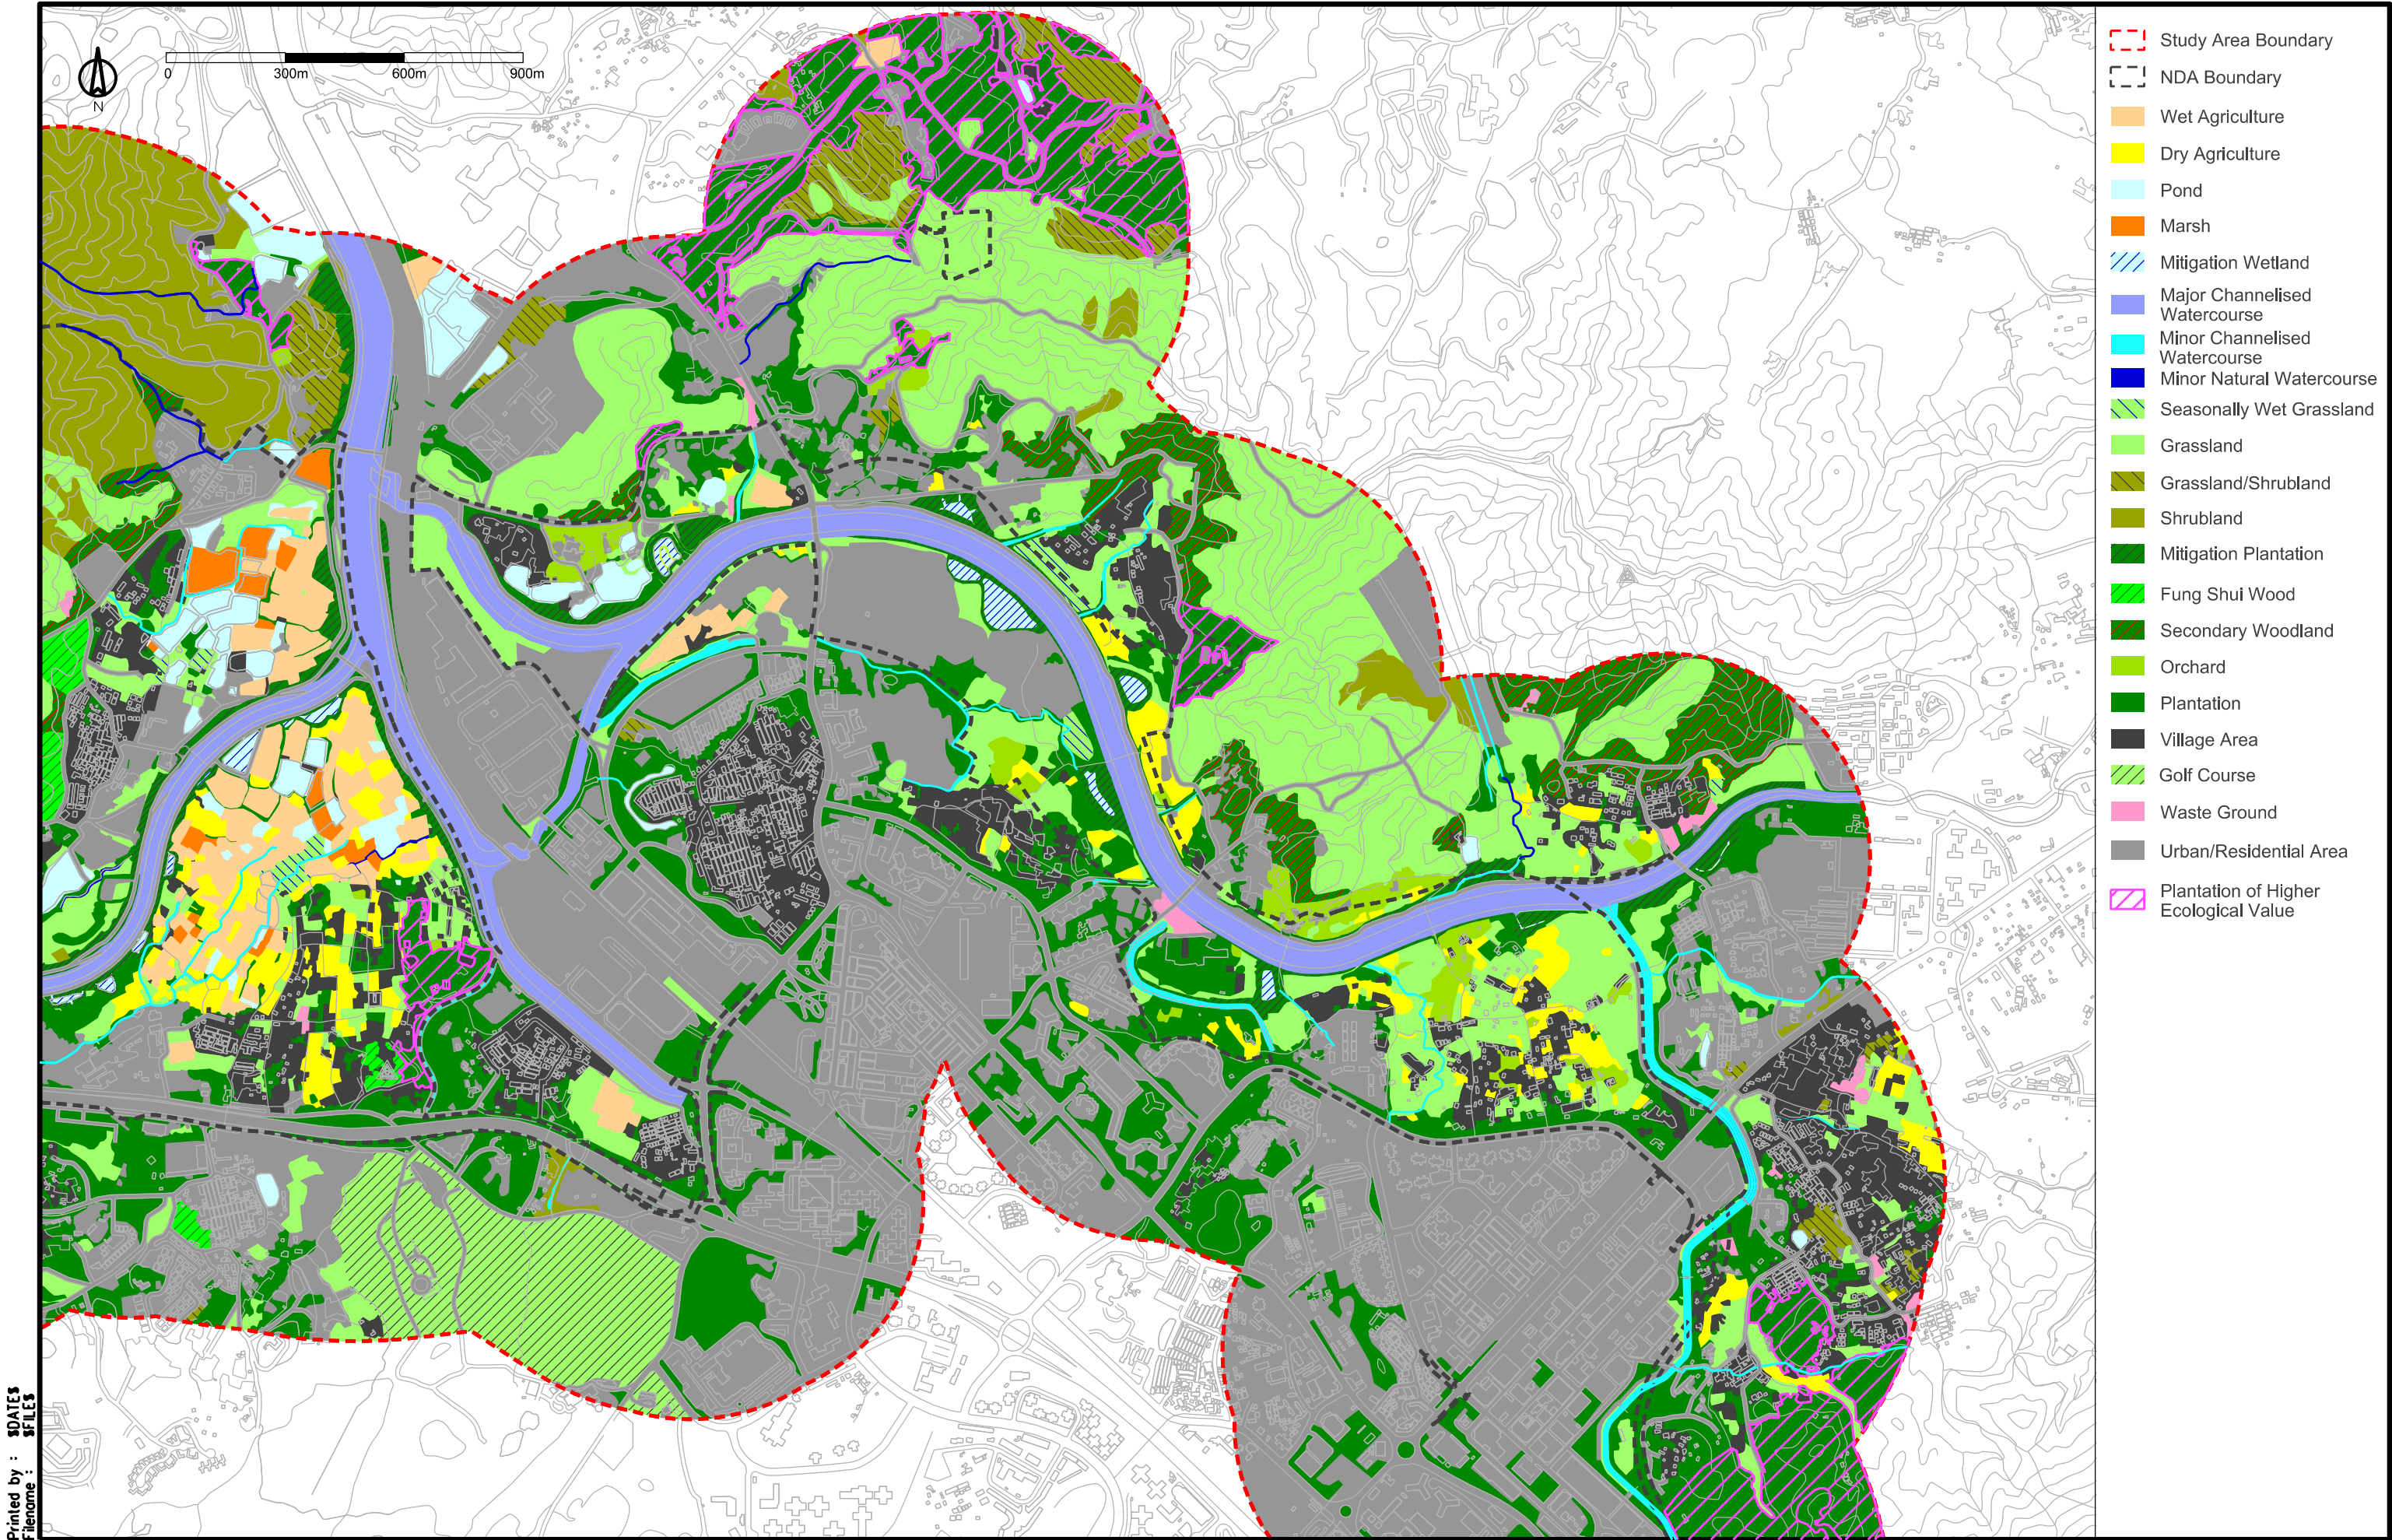 N
0 300m 600m 900m
Study Area Boundary
NDA Boundary
Wet Agriculture
Dry Agriculture
Pond
Marsh
Mitigation Wetland
Major Channelised
Watercourse
Minor Channelised
Watercourse
Minor Natural Watercourse
Seasonally Wet Grassland
Grassland
Grassland/Shrubland
Shrubland
Mitigation Plantation
Fung Shui Wood
Secondary Woodland
Orchard
Plantation
Village Area
Golf Course
Waste Ground
Urban/Residential Area
Plantation of Higher
Ecological Value
Printed by : $DATE$
Filename : $FILE$